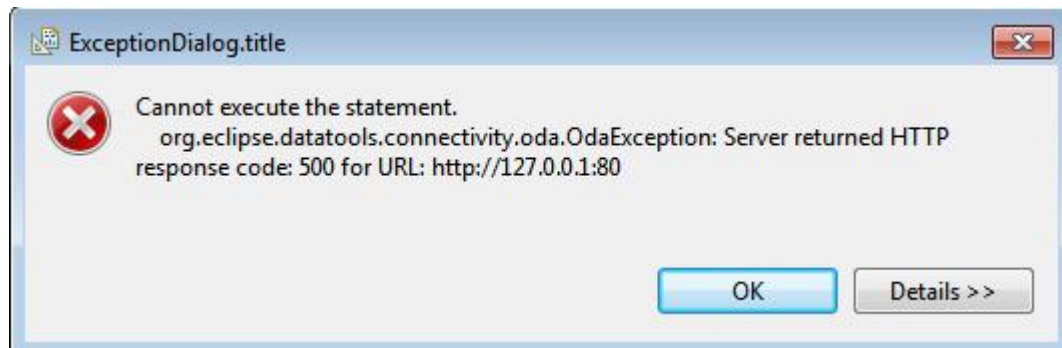 ExceptionDialog.title
Cannot execute the statement.
org.eclipse.datatools.connectivity.oda.OdaException: Server returned HTTP
response code: 500 for URL: http://127.0.0.1:80
OK
Details >>